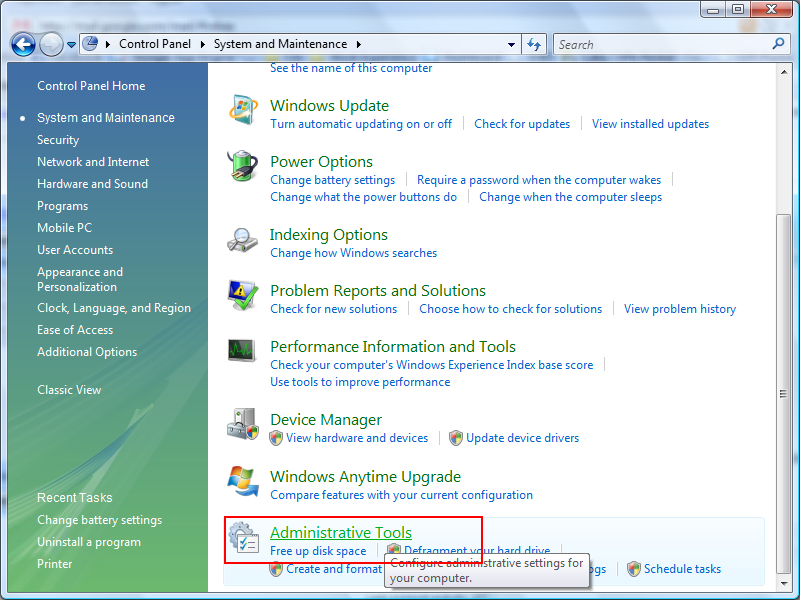 Control Panel System and Maintenance
Search
Control Panel Home
System and Maintenance
Security
Network and Internet
Hardware and Sound
Programs
Mobile PC
User Accounts
Appearance and
Personalization
Clock, Language, and Region
Ease of Access
Additional Options
Classic View
Recent Tasks
Change battery settings
Uninstall a program
Printer
See the name of this computer
Windows Update
Turn automatic updating on or off Check for updates View installed updates
Power Options
Change battery settings Require a password when the computer wakes
Change what the power buttons do Change when the computer sleeps
Indexing Options
Change how Windows searches
Problem Reports and Solutions
Check for new solutions Choose how to check for solutions View problem history
Performance Information and Tools
Check your computer's Windows Experience Index base score
Use tools to improve performance
Device Manager
View hardware and devices Update device drivers
Windows Anytime Upgrade
Compare features with your current configuration
Administrative Tools
Free up disk space Defragment your hard drive
Create and format Schedule tasks
Configure administrative settings for
your computer.